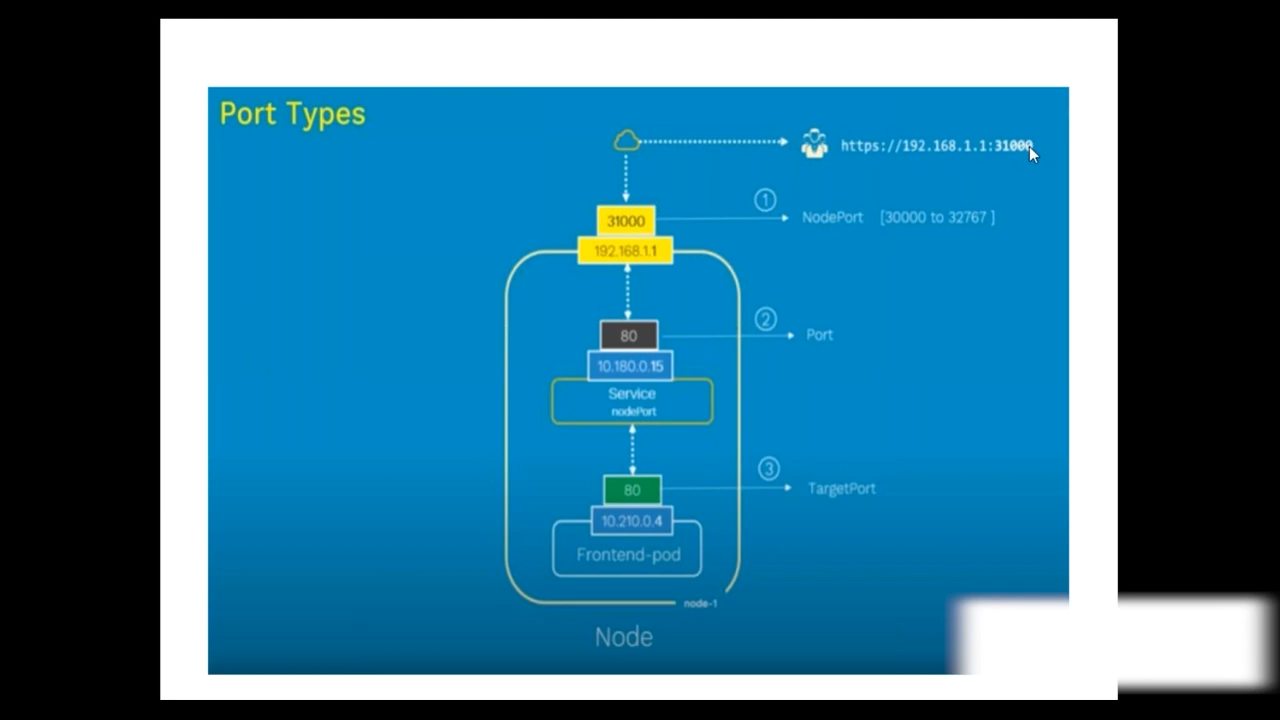 Port Types
https://192.168.1.1:31000
1
31000
NodePort [30000 to 32767 ]
192.168.1.1
2
80
Port
10.180.0.15
Service
nodePort
3
80
TargetPort
10.210.0.4
Frontend-pod
node-1
Node